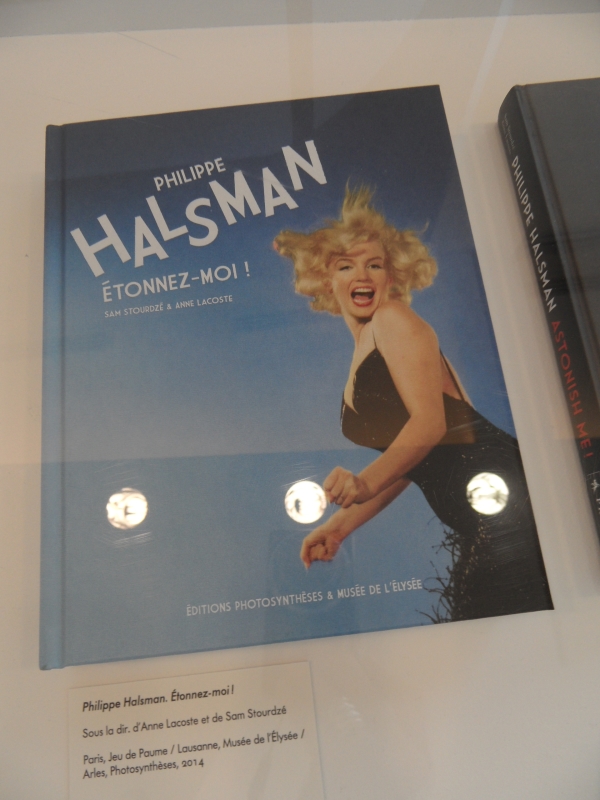 PHILIPPE
HALSMAN
ÉTONNEZ-MOI !
SAM STOURDZÉ & ANNE LACOSTE
ÉDITIONS PHOTOSYNTHÈSES & MUSÉE DE L'ÉLYSÉE
PHILIPPE HALSMAN ASTONISH ME!
Philippe Halsman. Étonnez-moi !
Sous la dir. d'Anne Lacoste et de Sam Stourdzé
Paris, Jeu de Paume / Lausanne, Musée de l'Élysée /
Arles, Photosynthèses, 2014